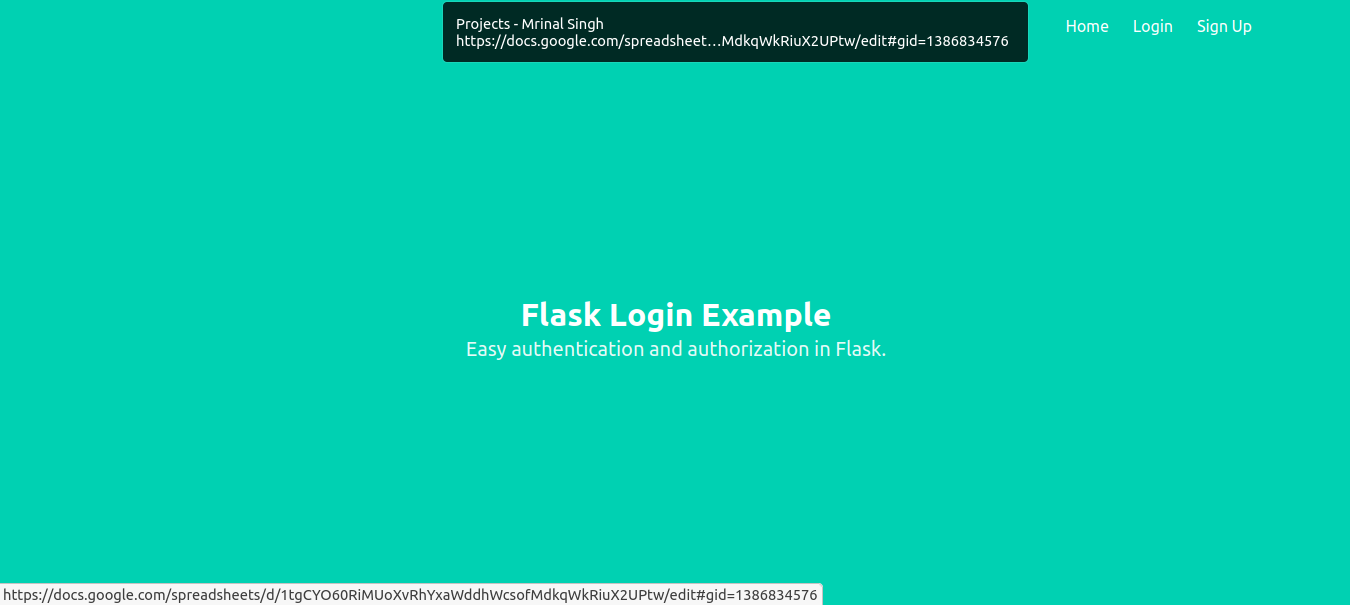 Projects - Mrinal Singh
https://docs.google.com/spreadsheet…MdkqWkRiuX2UPtw/edit#gid=1386834576
Home Login Sign Up
Flask Login Example
Easy authentication and authorization in Flask.
https://docs.google.com/spreadsheets/d/1tgCYO60RiMUoXvRhYxaWddhWcsofMdkqWkRiuX2UPtw/edit#gid=1386834576